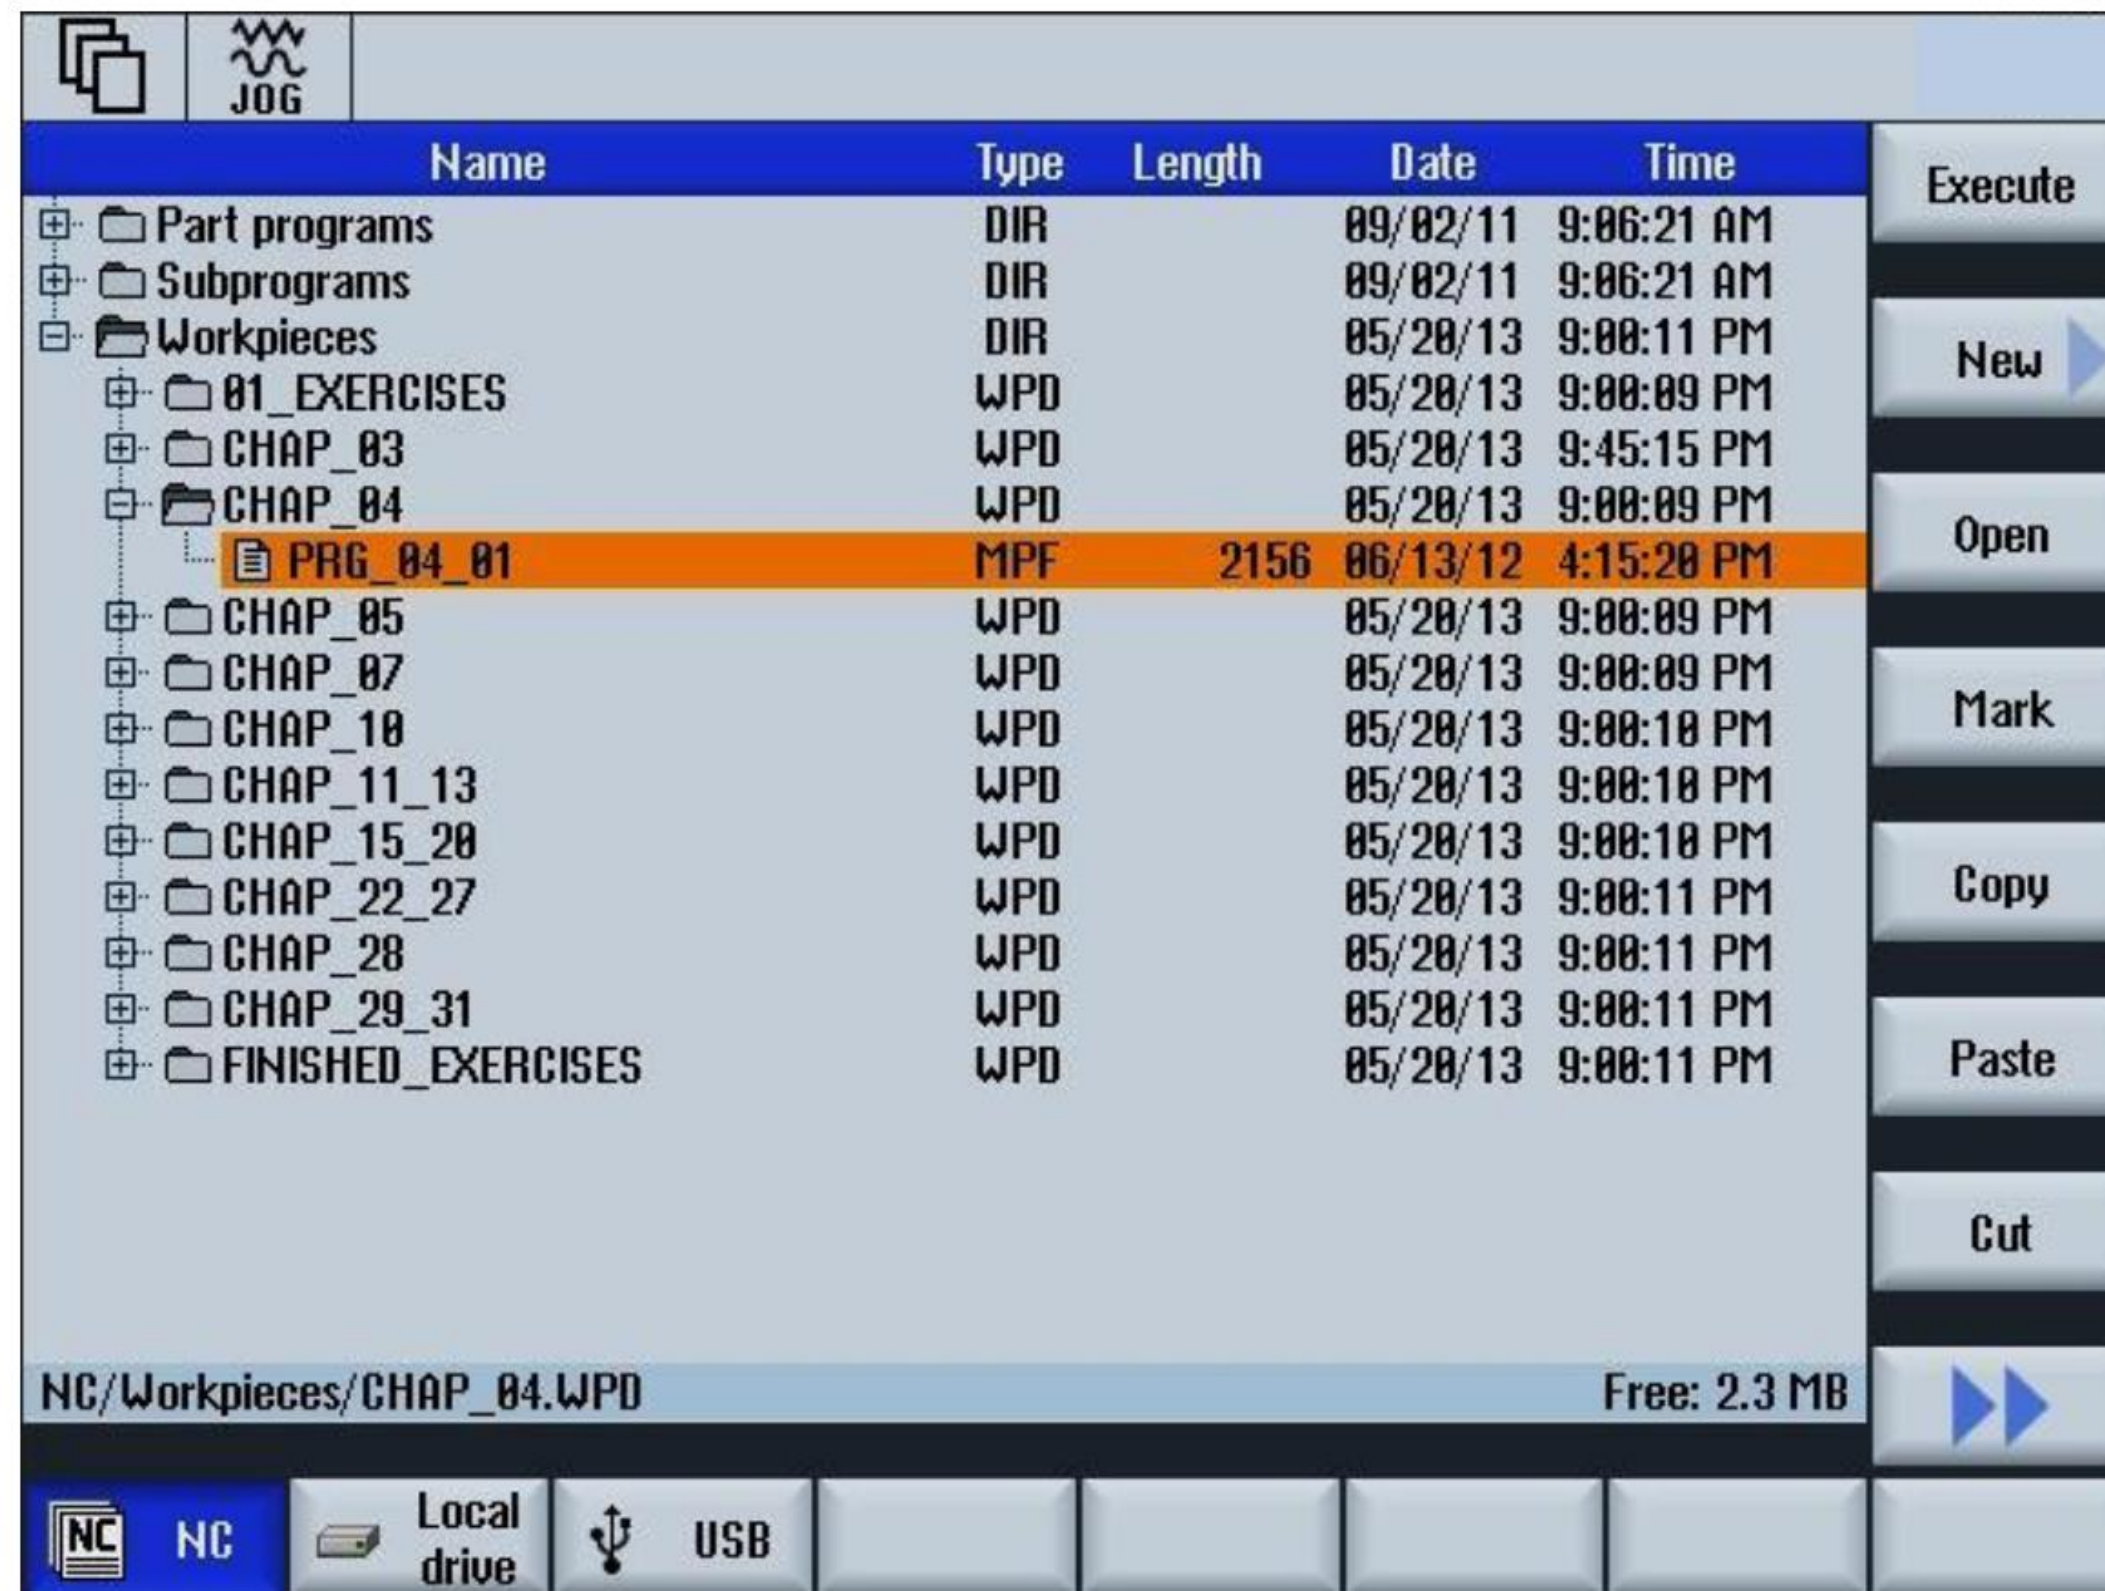 JOG
Name Type Length Date Time
Part programs DIR 09/02/11 9:06:21 AM
Subprograms DIR 09/02/11 9:06:21 AM
Workpieces DIR 05/20/13 9:00:11 PM
01_EXERCISES WPD 05/20/13 9:00:09 PM
CHAP_03 WPD 05/20/13 9:45:15 PM
CHAP_04 WPD 05/20/13 9:00:09 PM
PRG_04_01 MPF 2156 06/13/12 4:15:20 PM
CHAP_05 WPD 05/20/13 9:00:09 PM
CHAP_07 WPD 05/20/13 9:00:09 PM
CHAP_10 WPD 05/20/13 9:00:10 PM
CHAP_11_13 WPD 05/20/13 9:00:10 PM
CHAP_15_20 WPD 05/20/13 9:00:10 PM
CHAP_22_27 WPD 05/20/13 9:00:11 PM
CHAP_28 WPD 05/20/13 9:00:11 PM
CHAP_29_31 WPD 05/20/13 9:00:11 PM
FINISHED_EXERCISES WPD 05/20/13 9:00:11 PM
NC/Workpieces/CHAP_04.WPD Free: 2.3 MB
Execute
New
Open
Mark
Copy
Paste
Cut
NC NC
Local
drive
USB